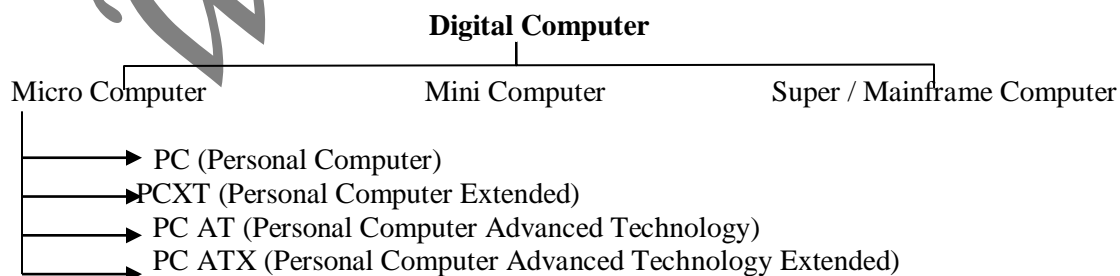 Digital Computer
Micro Computer Mini Computer Super / Mainframe Computer
PC (Personal Computer)
PCXT (Personal Computer Extended)
PC AT (Personal Computer Advanced Technology)
PC ATX (Personal Computer Advanced Technology Extended)